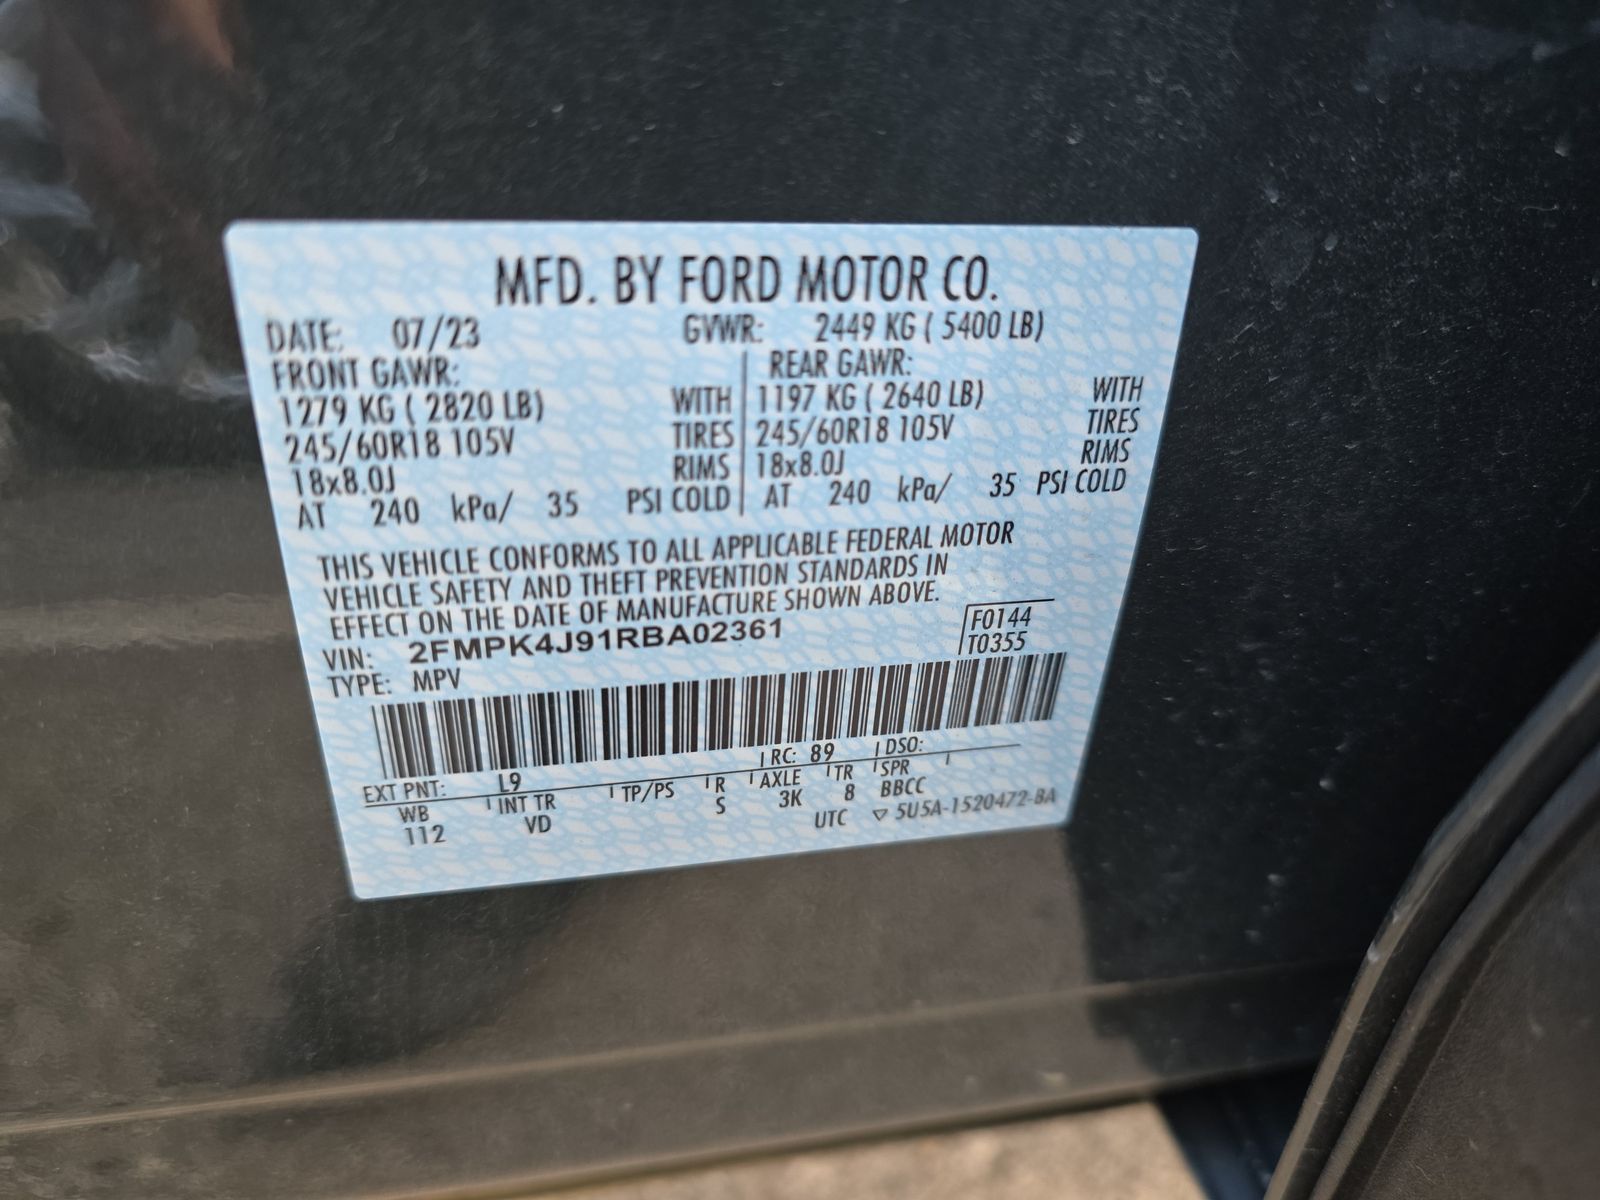 MFD. BY FORD MOTOR CO.
DATE: 07/23 GVWR: 2449 KG ( 5400 LB)
FRONT GAWR: REAR GAWR:
1279 KG ( 2820 LB) WITH 1197 KG ( 2640 LB) WITH
245/60R18 105V TIRES 245/60R18 105V TIRES
18x8.0J RIMS 18x8.0J RIMS
AT 240 kPa/ 35 PSI COLD AT 240 kPa/ 35 PSI COLD
THIS VEHICLE CONFORMS TO ALL APPLICABLE FEDERAL MOTOR
VEHICLE SAFETY AND THEFT PREVENTION STANDARDS IN
EFFECT ON THE DATE OF MANUFACTURE SHOWN ABOVE.
VIN: 2FMPK4J91RBA02361 F0144
TYPE: MPV T0355
EXT PNT: L9 RC: 89 DSO:
WB INT TR TP/PS R AXLE TR SPR
112 VD S 3K 8 BBCC
UTC ▽ 5U5A-1520472-BA